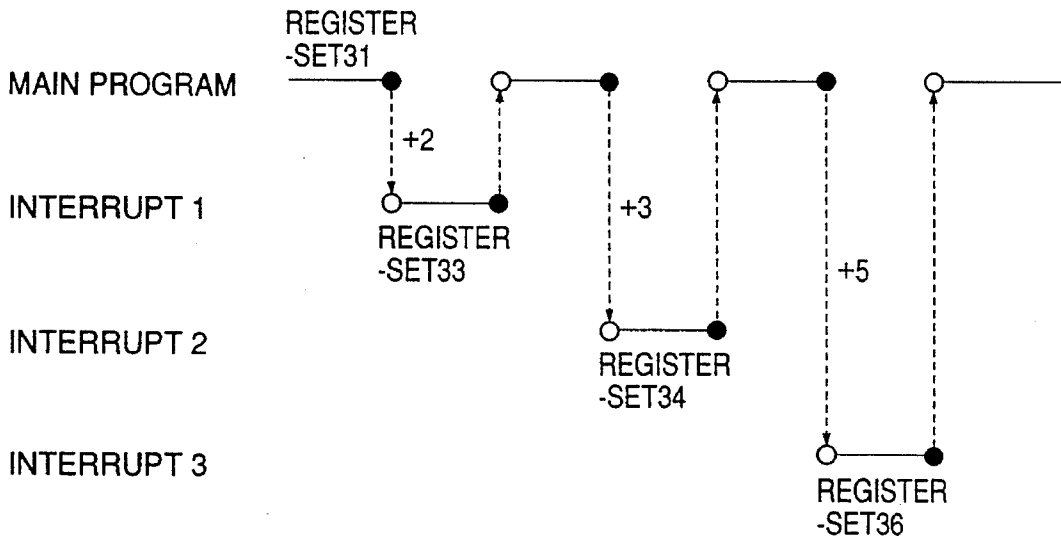 REGISTER
-SET31
MAIN PROGRAM
+2
INTERRUPT 1
+3
REGISTER
-SET33
+5
INTERRUPT 2
REGISTER
-SET34
INTERRUPT 3
REGISTER
-SET36